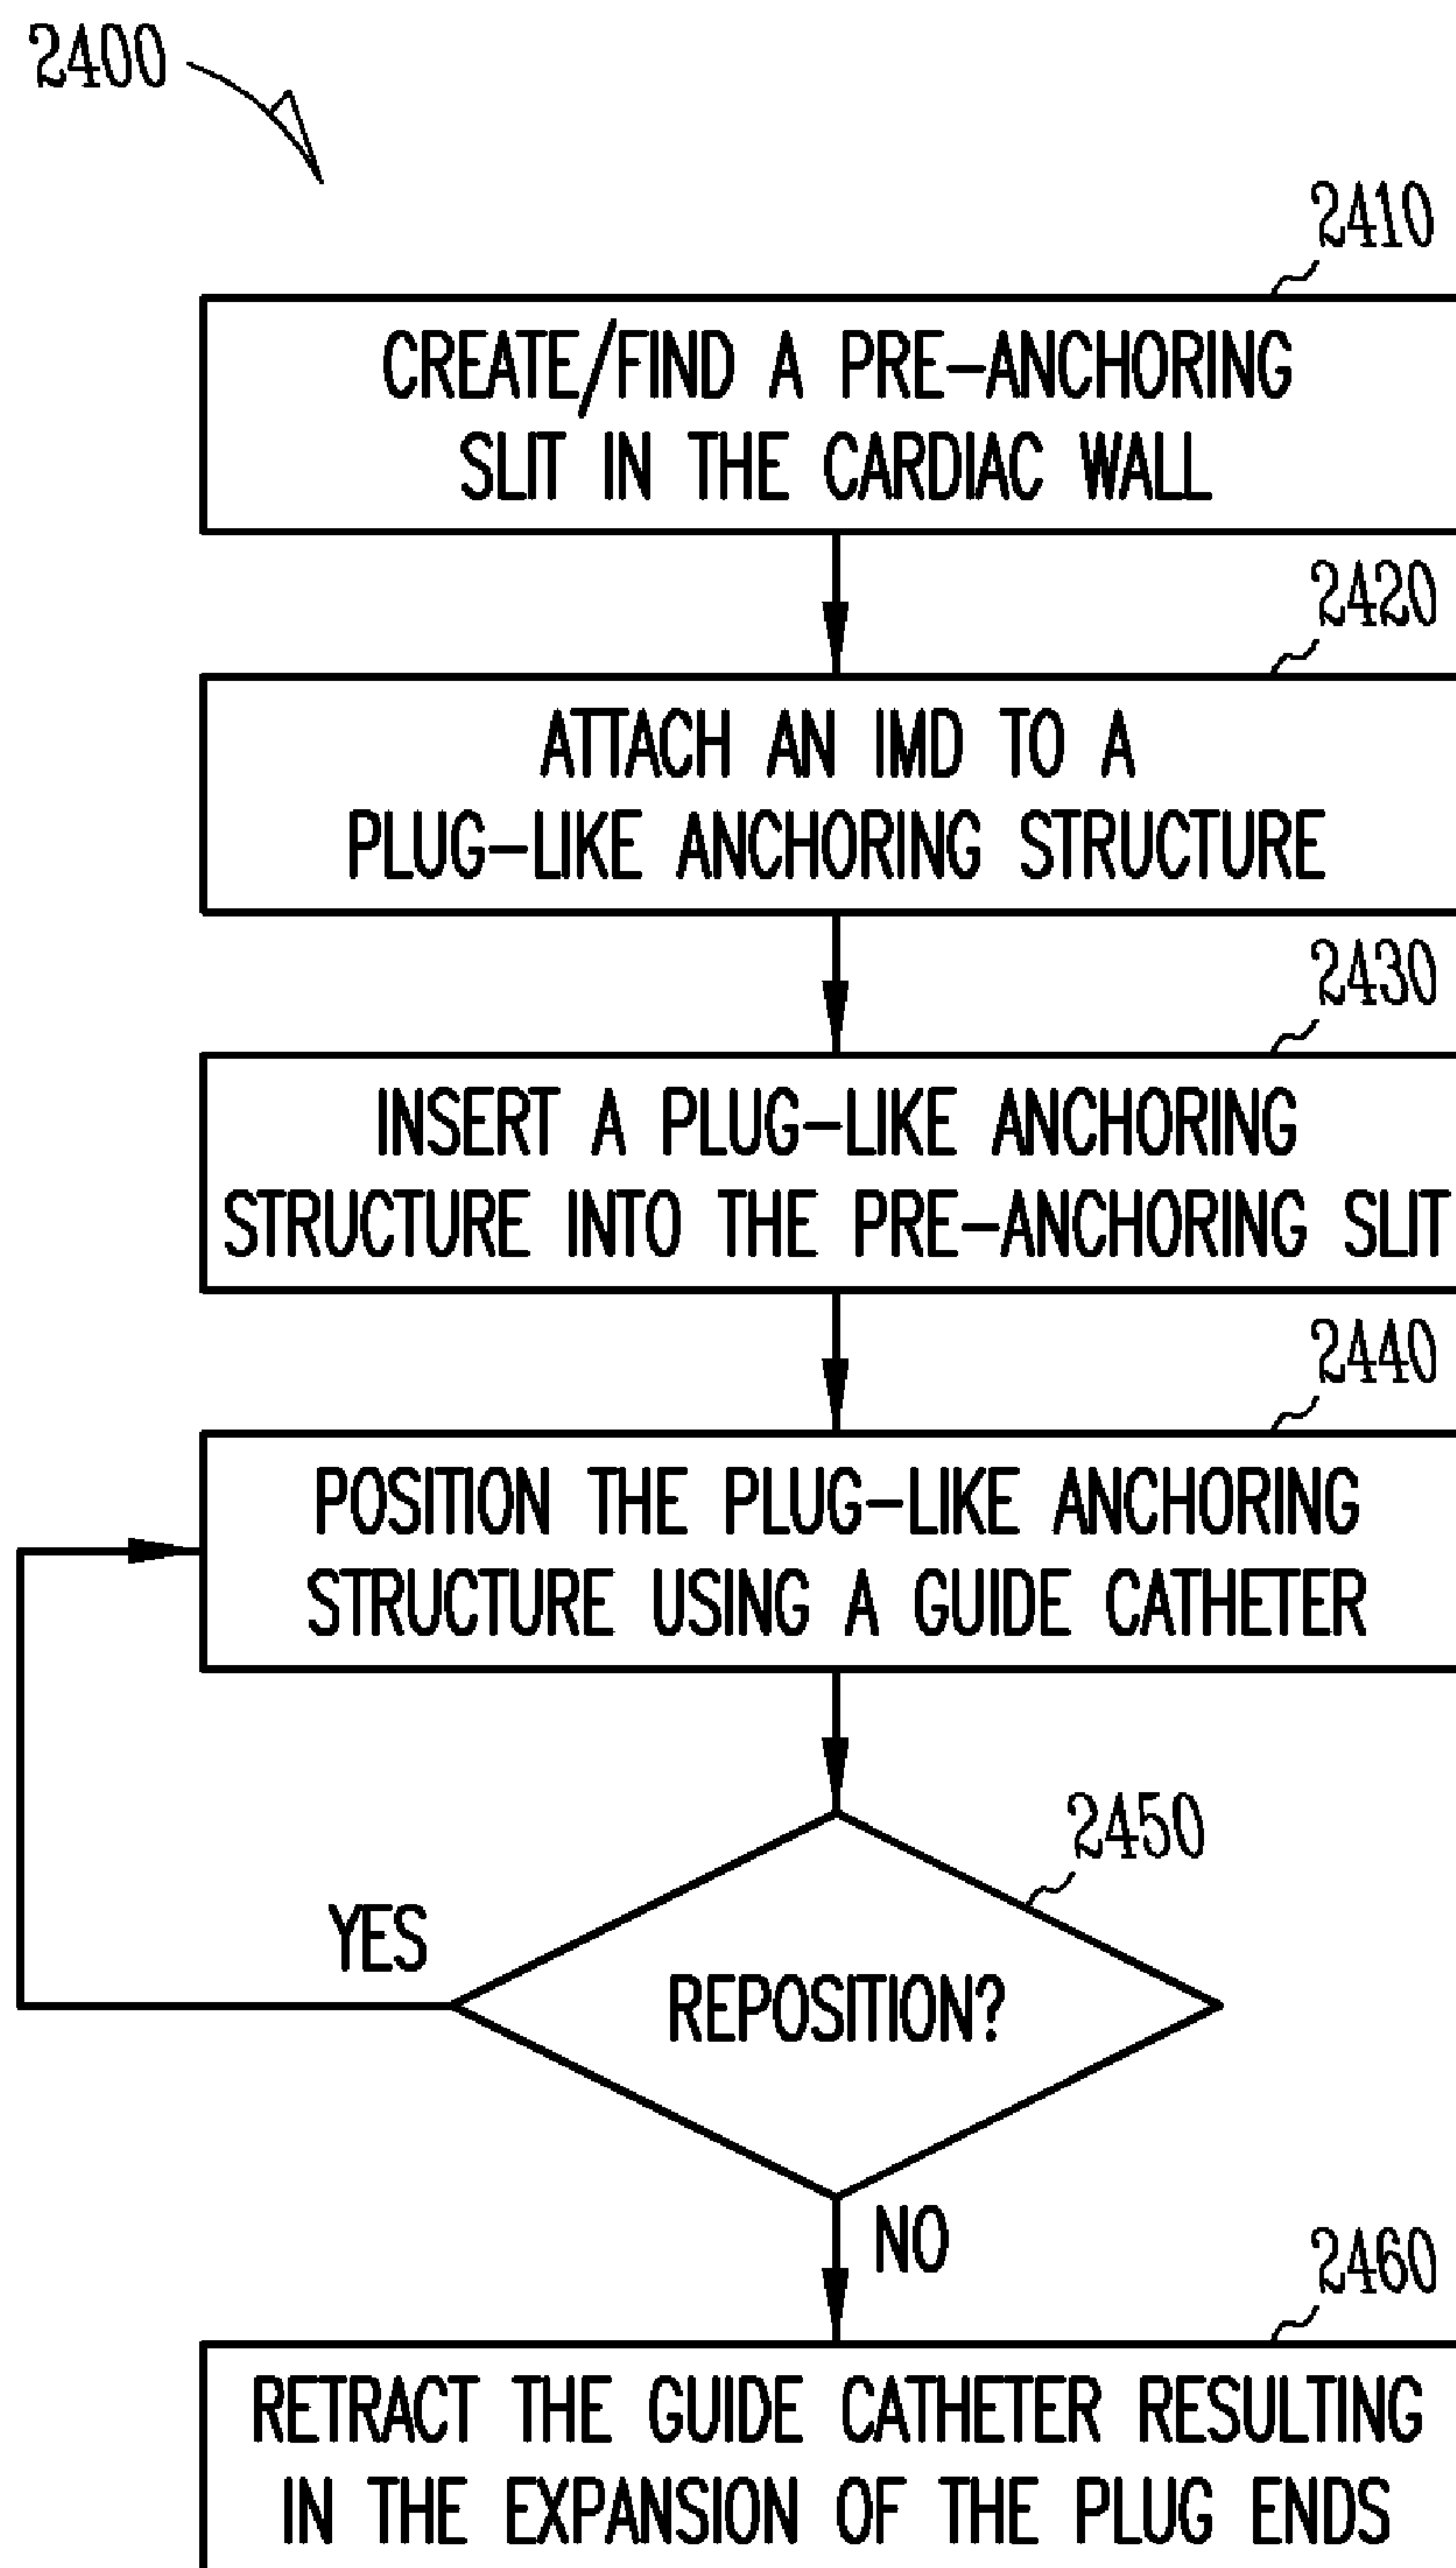 2400
2410
CREATE/FIND A PRE-ANCHORING
SLIT IN THE CARDIAC WALL
2420
ATTACH AN IMD TO A
PLUG-LIKE ANCHORING STRUCTURE
2430
INSERT A PLUG-LIKE ANCHORING
STRUCTURE INTO THE PRE-ANCHORING SLIT
2440
POSITION THE PLUG-LIKE ANCHORING
STRUCTURE USING A GUIDE CATHETER
2450
YES
REPOSITION?
NO
2460
RETRACT THE GUIDE CATHETER RESULTING
IN THE EXPANSION OF THE PLUG ENDS